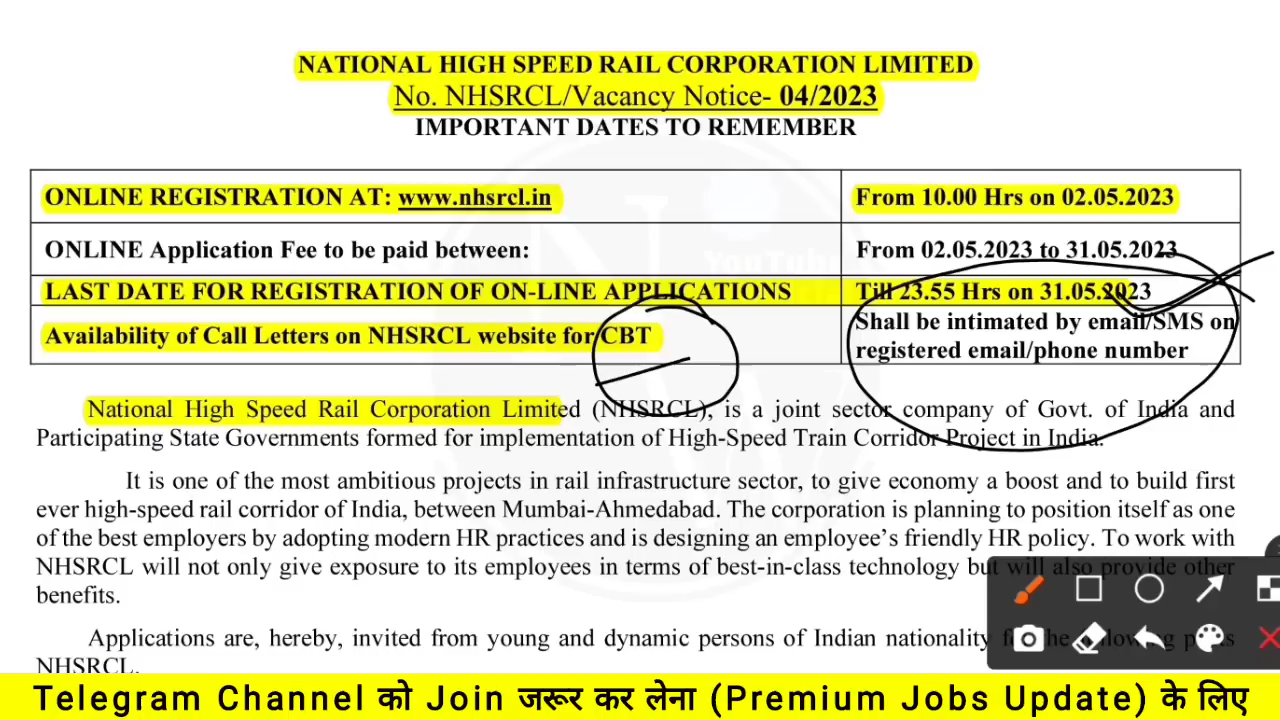 NATIONAL HIGH SPEED RAIL CORPORATION LIMITED
No. NHSRCL/Vacancy Notice- 04/2023
IMPORTANT DATES TO REMEMBER
ONLINE REGISTRATION AT: www.nhsrcl.in From 10.00 Hrs on 02.05.2023
ONLINE Application Fee to be paid between: From 02.05.2023 to 31.05.2023
LAST DATE FOR REGISTRATION OF ON-LINE APPLICATIONS Till 23.55 Hrs on 31.05.2023
Availability of Call Letters on NHSRCL website for CBT Shall be intimated by email/SMS on
registered email/phone number
National High Speed Rail Corporation Limited (NHSRCL), is a joint sector company of Govt. of India and
Participating State Governments formed for implementation of High-Speed Train Corridor Project in India.
It is one of the most ambitious projects in rail infrastructure sector, to give economy a boost and to build first
ever high-speed rail corridor of India, between Mumbai-Ahmedabad. The corporation is planning to position itself as one
of the best employers by adopting modern HR practices and is designing an employee's friendly HR policy. To work with
NHSRCL will not only give exposure to its employees in terms of best-in-class technology but will also provide other
benefits.
Applications are, hereby, invited from young and dynamic persons of Indian nationality for the following posts
NHSRCL.
Telegram Channel को Join जरूर कर लेना (Premium Jobs Update) के लिए